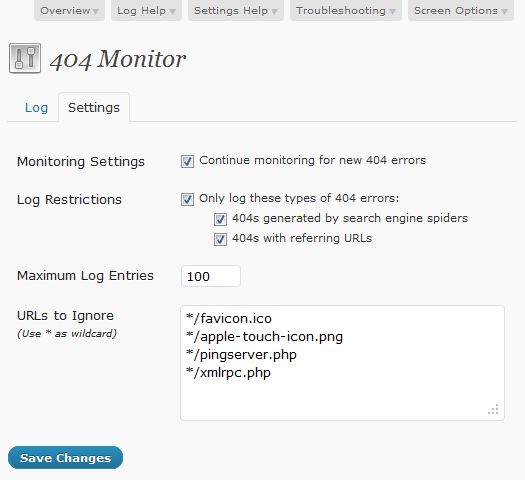 Overview Log Help Settings Help Troubleshooting Screen Options
404 Monitor
Log Settings
Monitoring Settings Continue monitoring for new 404 errors
Log Restrictions Only log these types of 404 errors:
404s generated by search engine spiders
404s with referring URLs
Maximum Log Entries 100
URLs to Ignore
(Use * as wildcard)
*/favicon.ico
*/apple-touch-icon.png
*/pingserver.php
*/xmlrpc.php
Save Changes